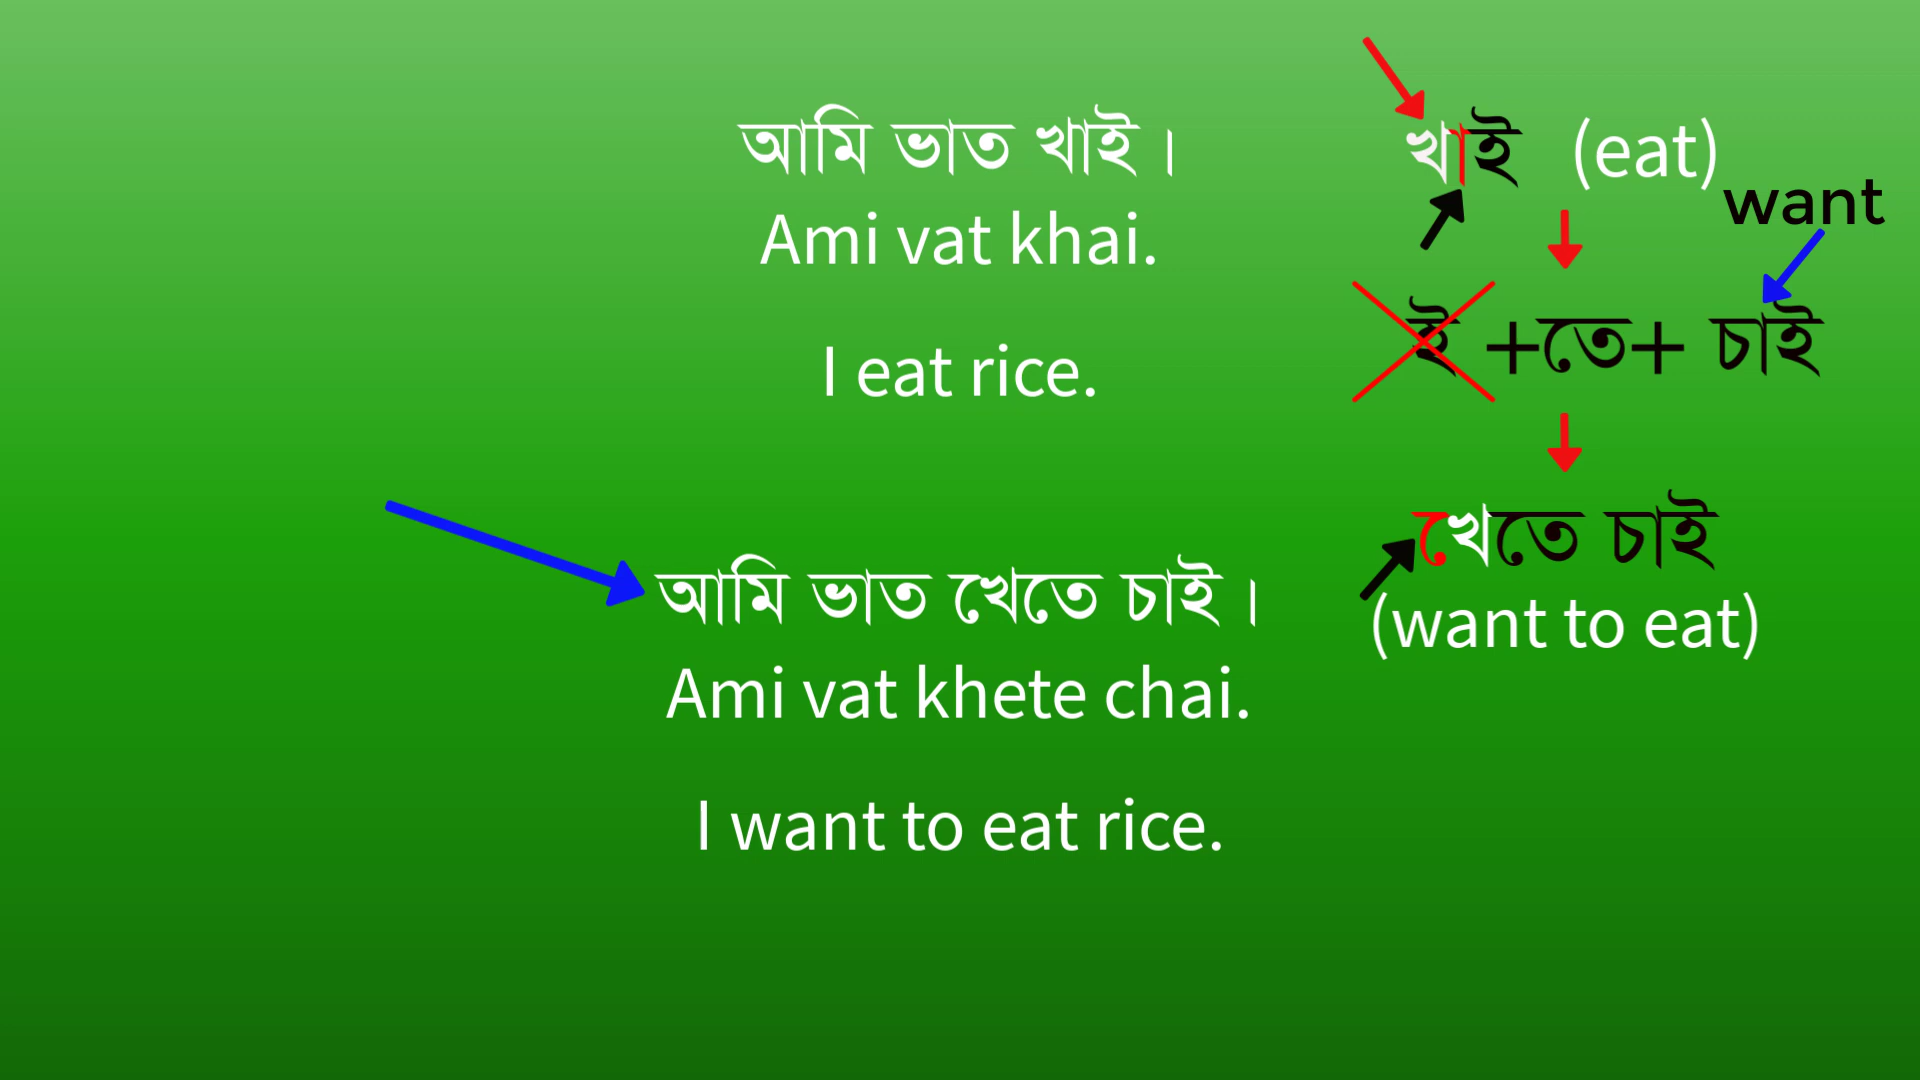 আমি ভাত খাই।
Ami vat khai.
I eat rice.
আমি ভাত খেতে চাই।
Ami vat khete chai.
I want to eat rice.
খাই (eat)
want
ই +তে+ চাই
খেতে চাই
(want to eat)